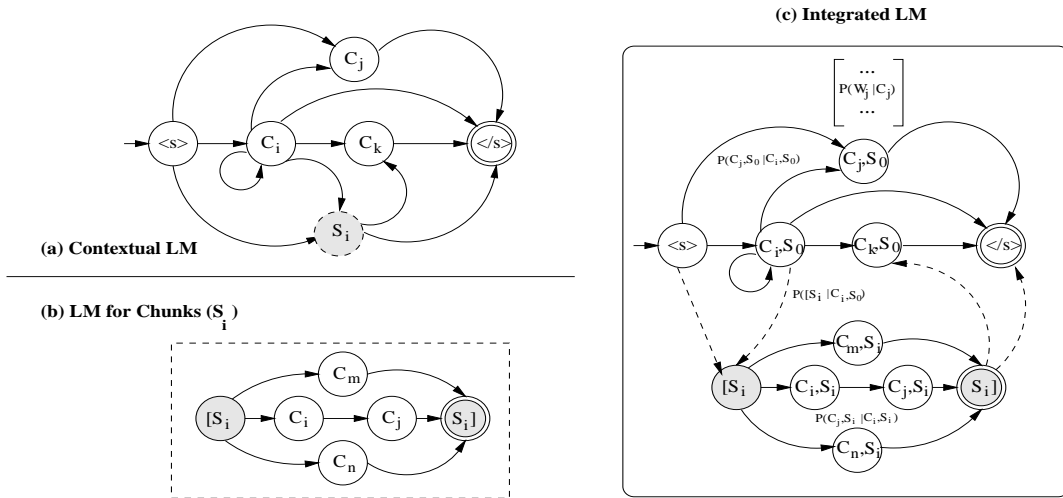 (c) Integrated LM
C_j
<s>
C_i
C_k
</s>
S_i
(a) Contextual LM
(b) LM for Chunks (S_i)
C_m
[S_i
C_i
C_j
S_i]
C_n
...
P(W_j|C_j)
...
P(C_j,S_0|C_i,S_0)
C_j,S_0
<s>
C_i,S_0
C_k,S_0
</s>
P([S_i|C_i,S_0)
C_m,S_i
[S_i
C_i,S_i
C_j,S_i
S_i]
P(C_j,S_i|C_i,S_i)
C_n,S_i